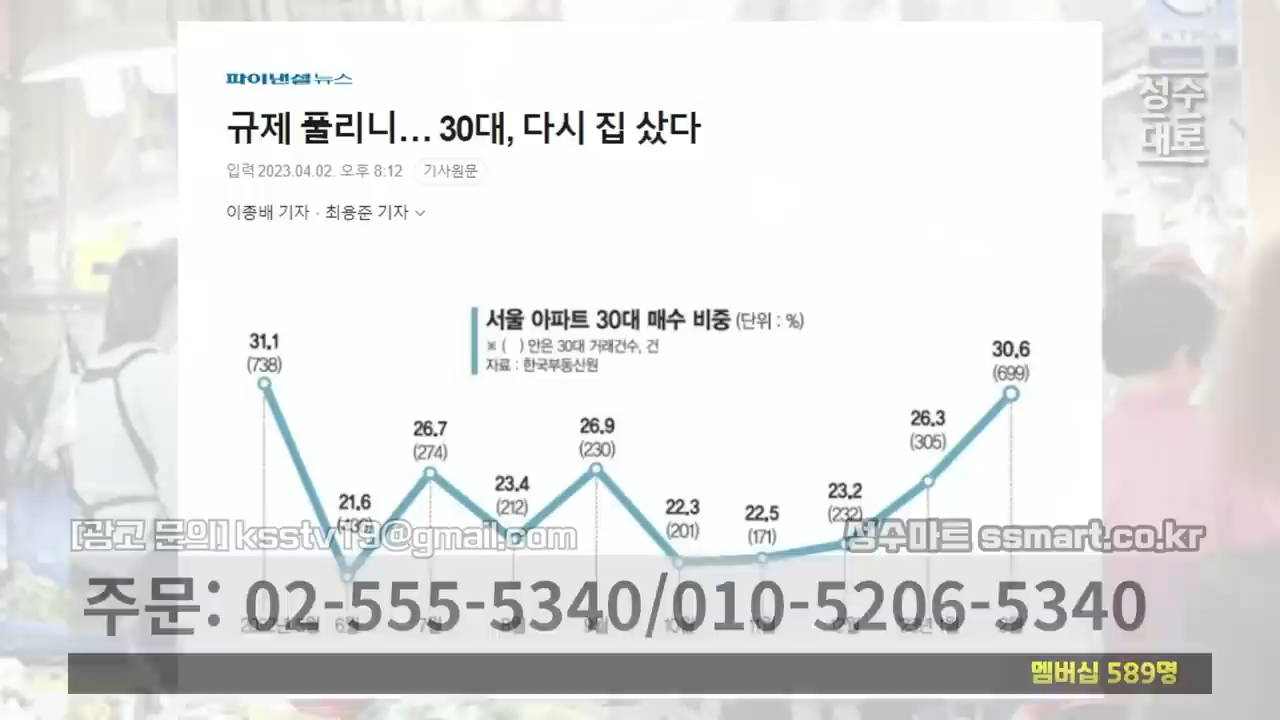 파이낸셜뉴스
규제 풀리니... 30대, 다시 집 샀다
입력 2023.04.02. 오후 8:12 기사원문
이종배 기자 · 최용준 기자
성수
대로
서울 아파트 30대 매수 비중 (단위 : %)
※ ( ) 안은 30대 거래건수, 건
자료 : 한국부동산원
31.1
(738)
21.6
26.7
(274)
23.4
(212)
26.9
(230)
22.3
(201)
22.5
(171)
23.2
(232)
26.3
(305)
30.6
(699)
[광고 문의] ksstv19@gmail.com
성수마트 ssmart.co.kr
주문: 02-555-5340/010-5206-5340
멤버십 589명